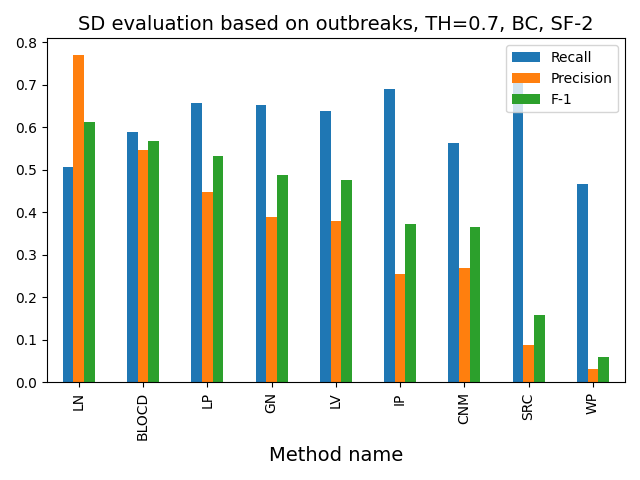 SD evaluation based on outbreaks, TH=0.7, BC, SF-2
Recall
Precision
F-1
0.8
0.7
0.6
0.5
0.4
0.3
0.2
0.1
0.0
LN
BLOCD
LP
GN
LV
IP
CNM
SRC
WP
Method name